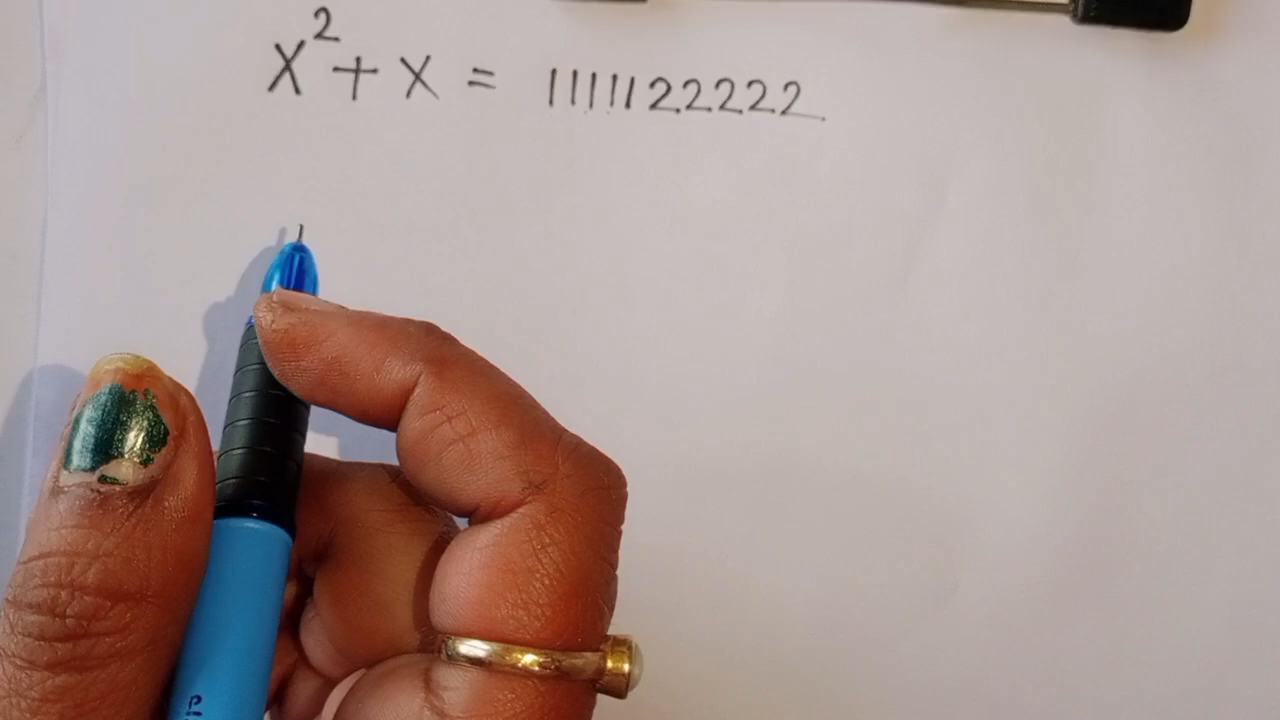 x² + x = 1111122222